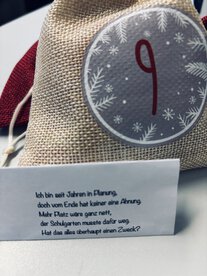 9
Ich bin seit Jahren in Planung,
doch vom Ende hat keiner eine Ahnung.
Mehr Platz wäre ganz nett,
der Schulgarten musste dafür weg.
Hat das alles überhaupt einen Zweck?